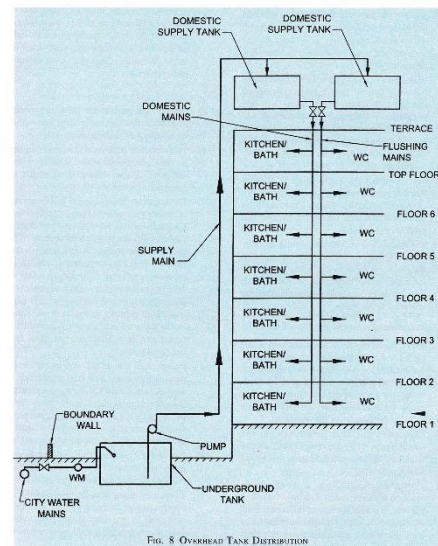 DOMESTIC
SUPPLY TANK
DOMESTIC
SUPPLY TANK
DOMESTIC
MAINS
TERRACE
FLUSHING
MAINS
KITCHEN/
BATH
WC
TOP FLOOR
KITCHEN/
BATH
WC
FLOOR 6
KITCHEN/
BATH
WC
SUPPLY
MAIN
FLOOR 5
KITCHEN/
BATH
WC
FLOOR 4
KITCHEN/
BATH
WC
FLOOR 3
KITCHEN/
BATH
WC
FLOOR 2
KITCHEN/
BATH
WC
FLOOR 1
BOUNDARY
WALL
PUMP
WM
UNDERGROUND
TANK
CITY WATER
MAINS
FIG. 8 OVERHEAD TANK DISTRIBUTION